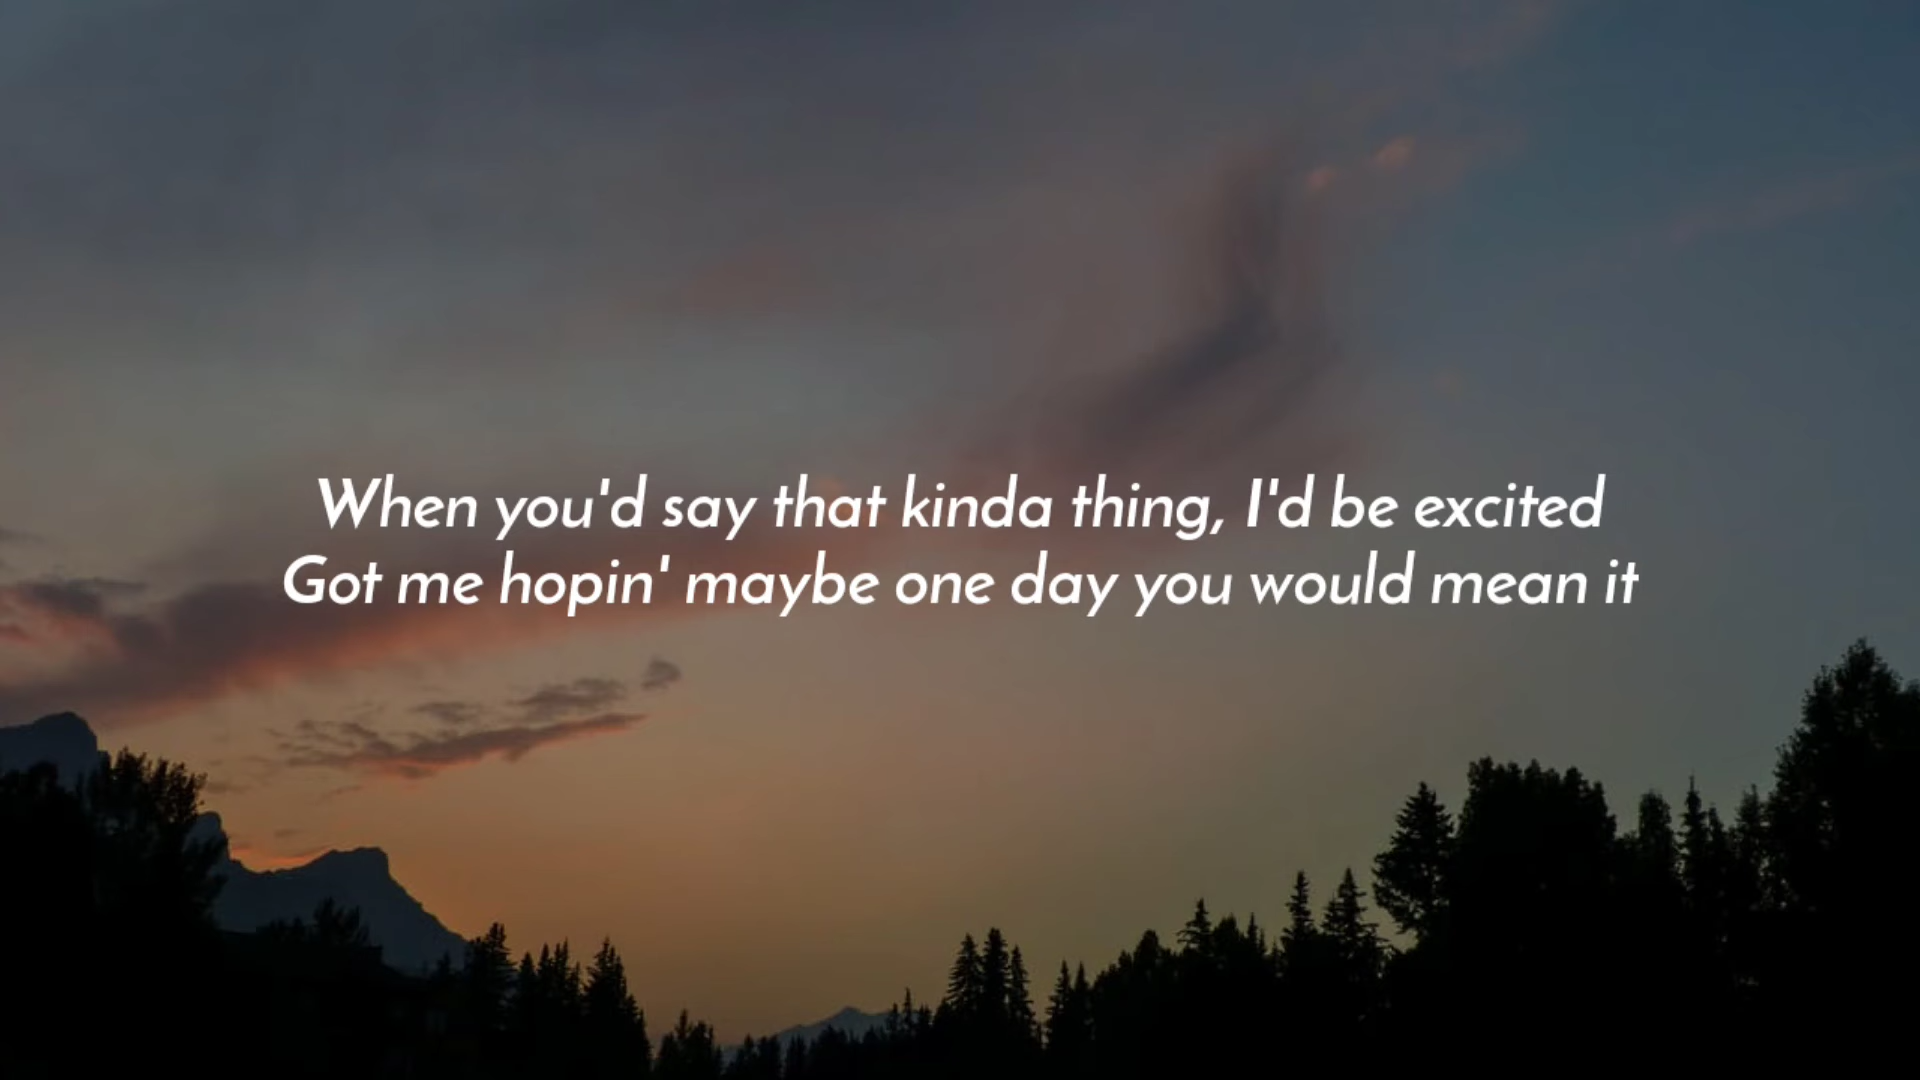 When you'd say that kinda thing, I'd be excited
Got me hopin' maybe one day you would mean it